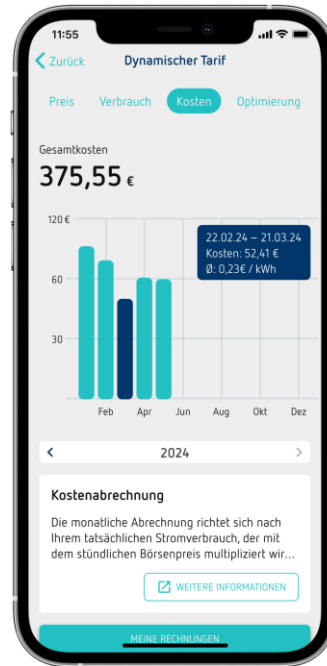 11:55
Zurück
Dynamischer Tarif
Preis
Verbrauch
Kosten
Optimierung
Gesamtkosten
375,55 €
120 €
22.02.24 – 21.03.24
Kosten: 52,41 €
Ø: 0,23€ / kWh
60
30
Feb
Apr
Jun
Aug
Okt
Dez
2024
Kostenabrechnung
Die monatliche Abrechnung richtet sich nach
Ihrem tatsächlichen Stromverbrauch, der mit
dem stündlichen Börsenpreis multipliziert wir...
WEITERE INFORMATIONEN
MEINE RECHNUNGEN